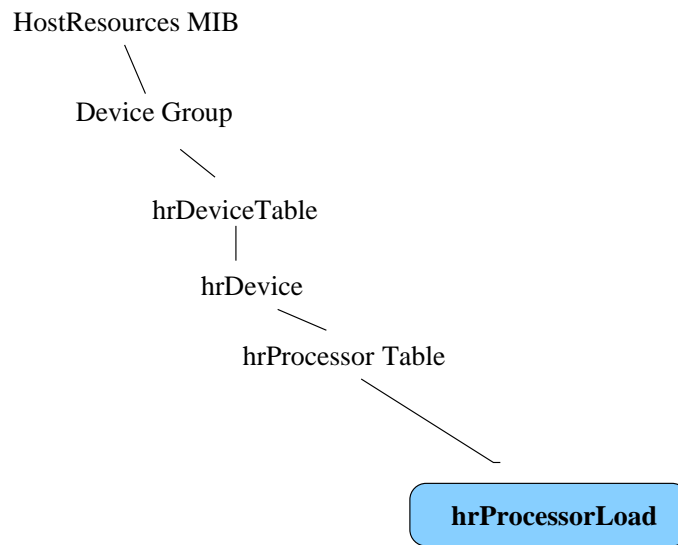 HostResources MIB
Device Group
hrDeviceTable
hrDevice
hrProcessor Table
hrProcessorLoad